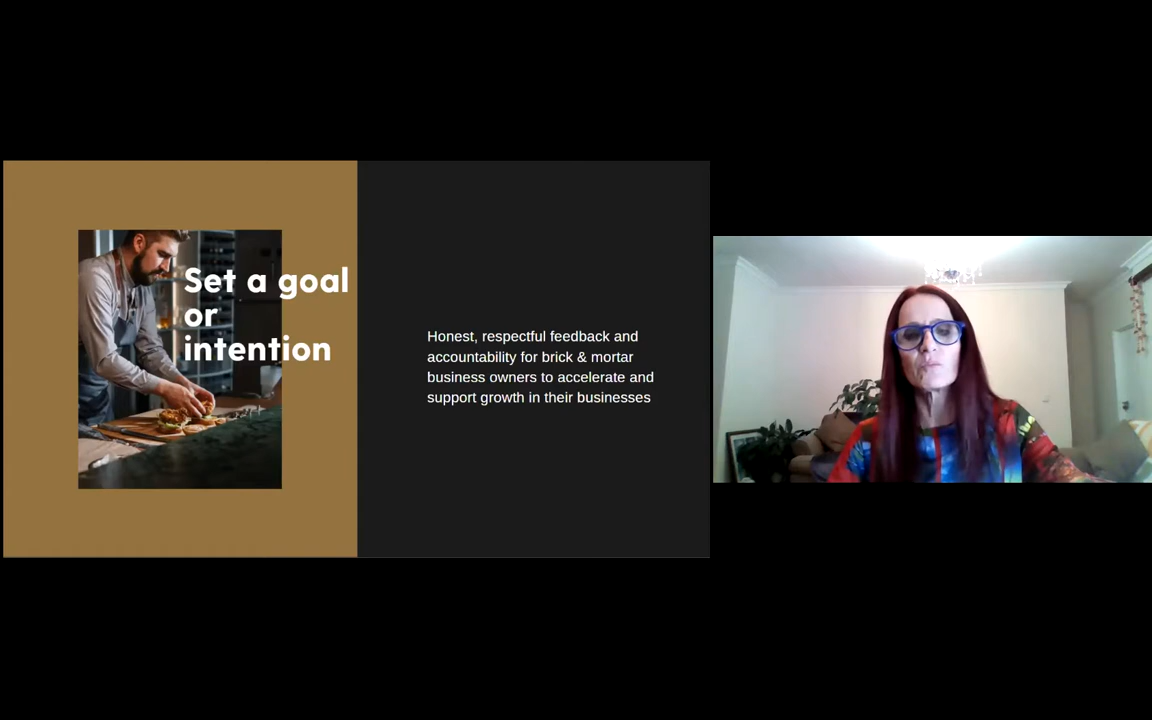 Set a goal
or
intention
Honest, respectful feedback and
accountability for brick & mortar
business owners to accelerate and
support growth in their businesses